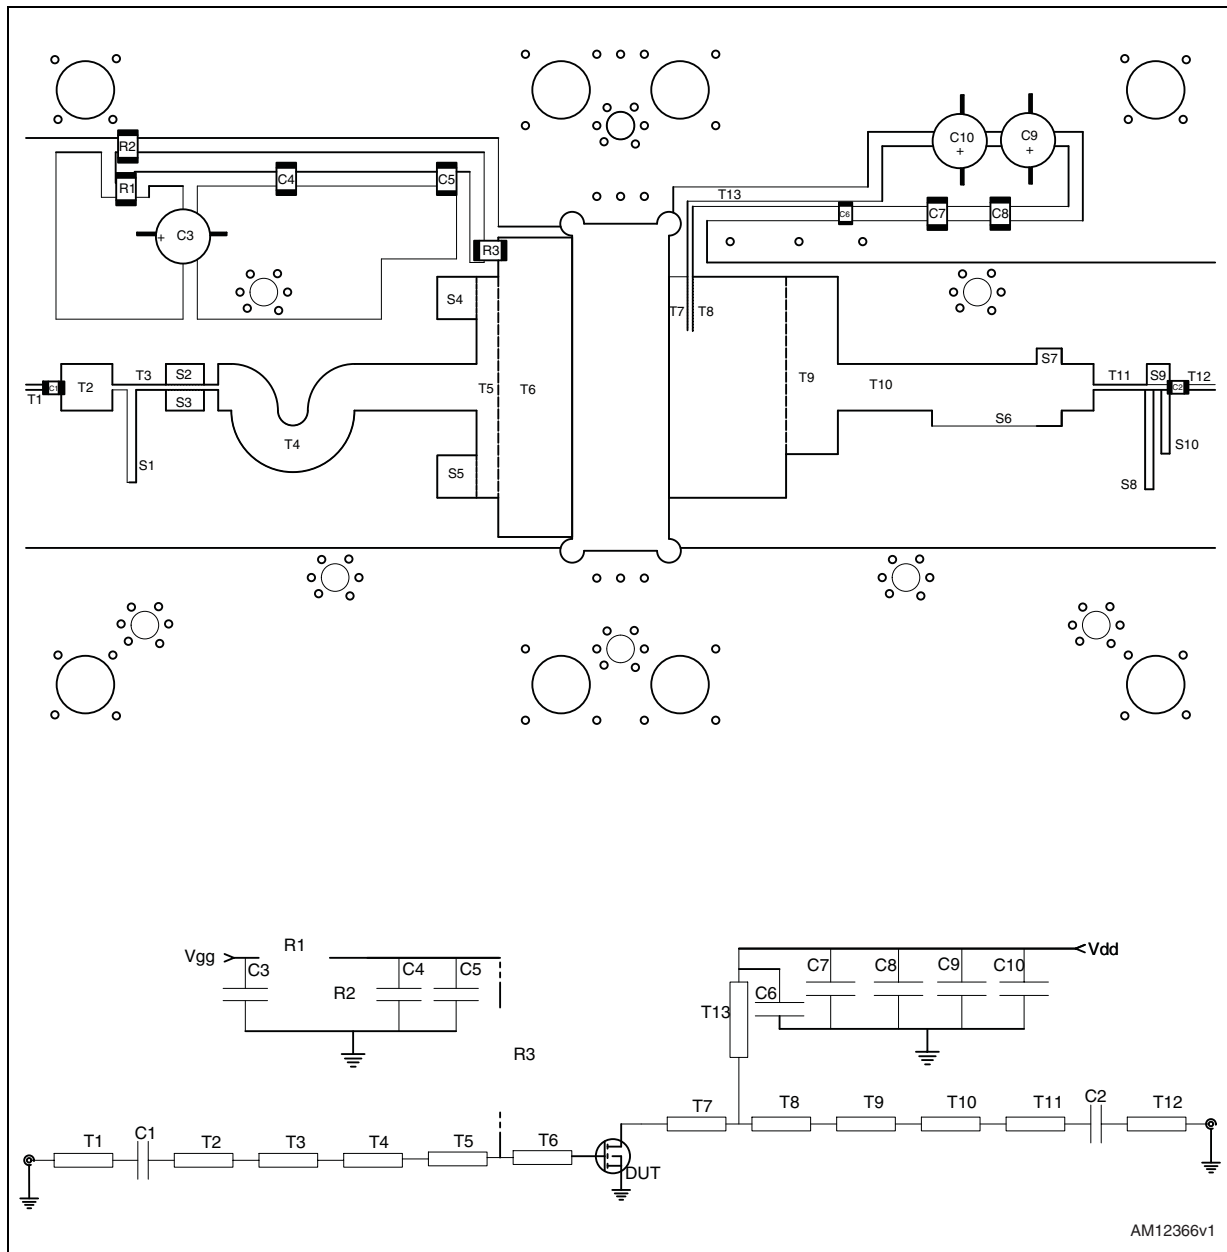 R2
R1
C4
C5
C3
+
R3
C10
+
C9
+
T13
C6
C7
C8
S4
T7
T8
T1
C1
T2
T3
S2
S3
S1
T4
T5
T6
S5
T9
T10
S7
S6
T11
S9
C2
T12
S10
S8
Vgg
R1
C3
R2
C4
C5
R3
Vdd
C7
C8
C9
C10
C6
T13
T7
T8
T9
T10
T11
C2
T12
T1
C1
T2
T3
T4
T5
T6
DUT
AM12366v1